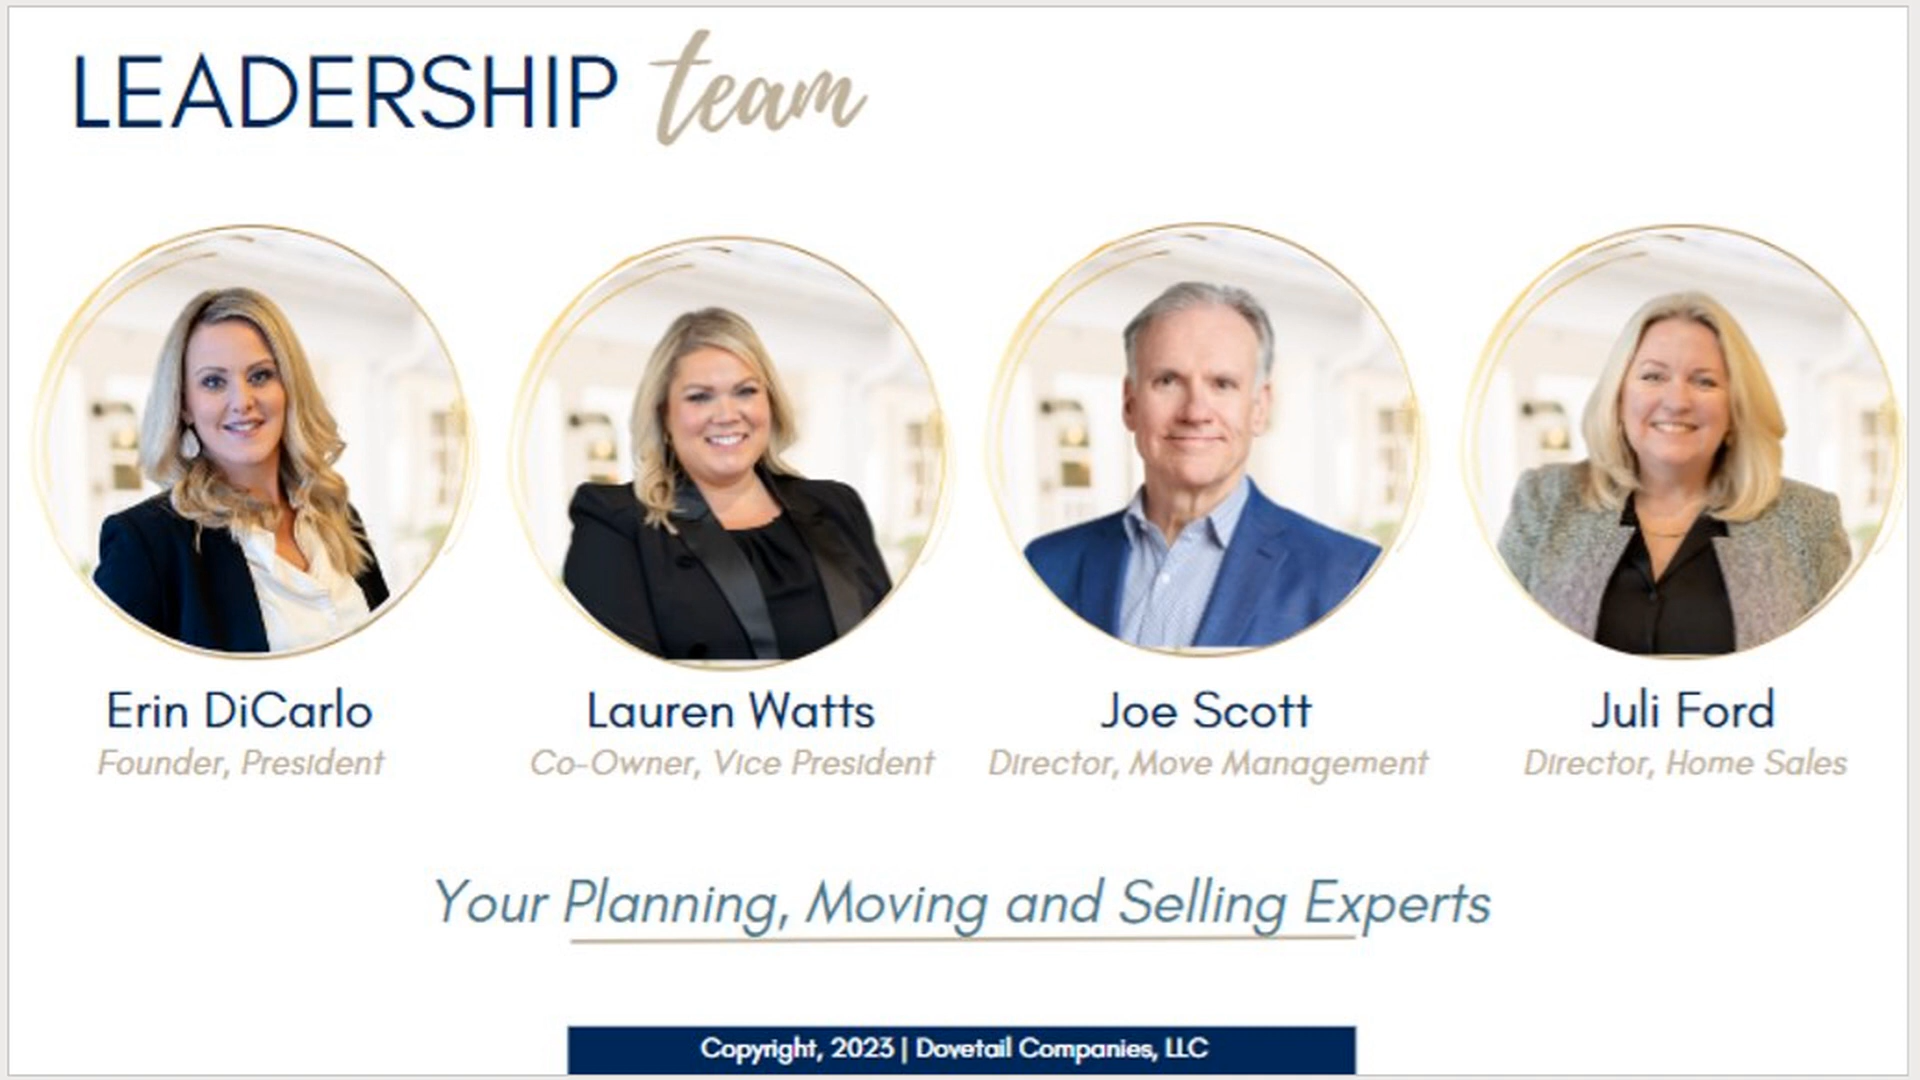 LEADERSHIP team
Erin DiCarlo
Founder, President
Lauren Watts
Co-Owner, Vice President
Joe Scott
Director, Move Management
Juli Ford
Director, Home Sales
Your Planning, Moving and Selling Experts
Copyright, 2023 | Dovetail Companies, LLC